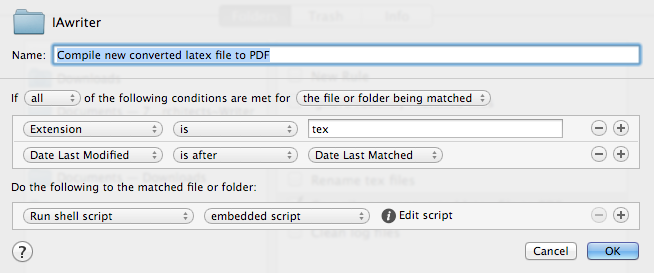 IAwriter
Name: Compile new converted latex file to PDF
If all of the following conditions are met for the file or folder being matched
Extension is tex
Date Last Modified is after Date Last Matched
Do the following to the matched file or folder:
Run shell script embedded script i Edit script
? Cancel OK